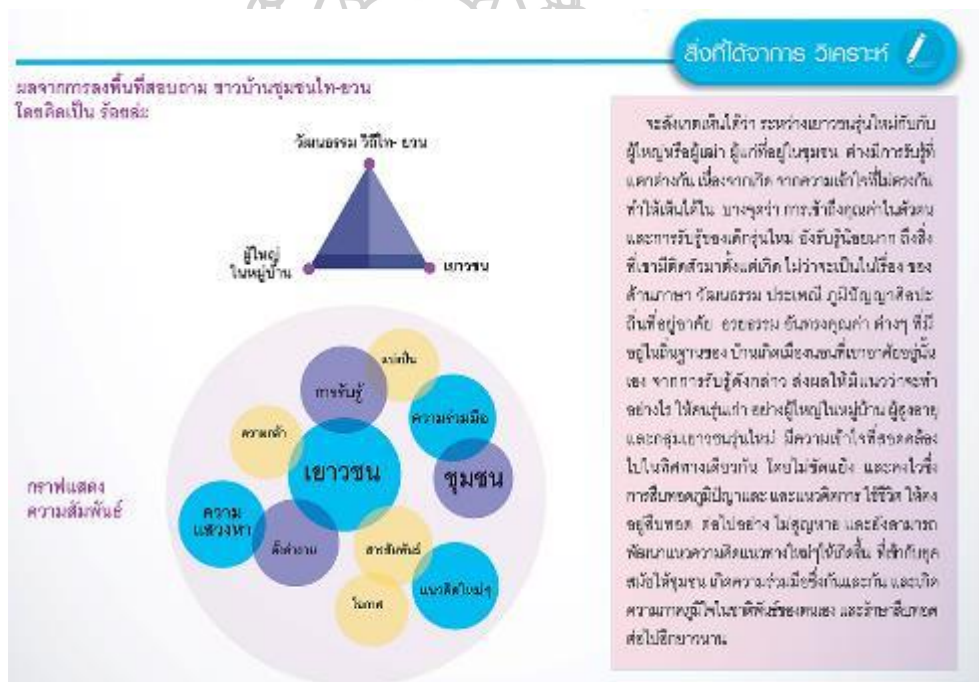 สิ่งที่ได้จาการ วิเคราะห์
ผลจากการลงพื้นที่สอบถาม ชาวบ้านชุมชนไท-ยวน
โดยคิดเป็น ร้อยล่ะ
วัฒนธรรม วิถีไท- ยวน
ผู้ใหญ่
ในหมู่บ้าน
เยาวชน
กราฟแสดง
ความสัมพันธ์
แบ่งปัน
การรับรู้
ความร่วมมือ
ความกล้า
เยาวชน
ชุมชน
ความ
แสวงหา
ตั้งคำถาม
สารสัมพันธ์
แนวคิดใหม่ๆ
โอกาส
จะสังเกตเห็นได้ว่า ระหว่างเยาวชนรุ่นใหม่กับกับ
ผู้ใหญ่หรือผู้เฒ่า ผู้แก่ที่อยู่ในชุมชน ต่างมีการรับรู้ที่
แตกต่างกัน เนื่องจากเกิด จากความเข้าใจที่ไม่ตรงกัน
ทำให้เห็นได้ใน บางจุดว่า การเข้าถึงคุณค่าในตัวตน
และการรับรู้ของเด็กรุ่นใหม่ ยังรับรู้น้อยมาก ถึงสิ่ง
ที่เขามีติดตัวมาตั้งแต่เกิด ไม่ว่าจะเป็นในเรื่อง ของ
ด้านภาษา วัฒนธรรม ประเพณี ภูมิปัญญาศิลปะ
ถิ่นที่อยู่อาศัย อารยธรรม อันทรงคุณค่า ต่างๆ ที่มี
อยู่ในถิ่นฐานของ บ้านเกิดเมืองนอนที่เขาอาศัยอยู่นั้น
เอง จากการรับรู้ดังกล่าว ส่งผลให้มีแนวว่าจะทำ
อย่างไร ให้คนรุ่นเก่า อย่างผู้ใหญ่ในหมู่บ้าน ผู้สูงอายุ
และกลุ่มเยาวชนรุ่นใหม่ มีความเข้าใจที่สอดคล้อง
ไปในทิศทางเดียวกัน โดยไม่ขัดแย้ง และคงไว้ซึ่ง
การสืบทอดภูมิปัญาและ และแนวคิดการ ใช้ชีวิต ให้คง
อยู่สืบทอด ต่อไปอย่าง ไม่สูญหาย และยังสามารถ
พัฒนาแนวความคิดแนวทางใหม่ๆให้เกิดขึ้น ที่เข้ากับยุค
สมัยให้ชุมชน เกิดความร่วมมือซึ่งกันและกัน และเกิด
ความภาคภูมิใจในชาติพันธ์ของตนเอง และรักษาสืบทอด
ต่อไปอีกยาวนาน